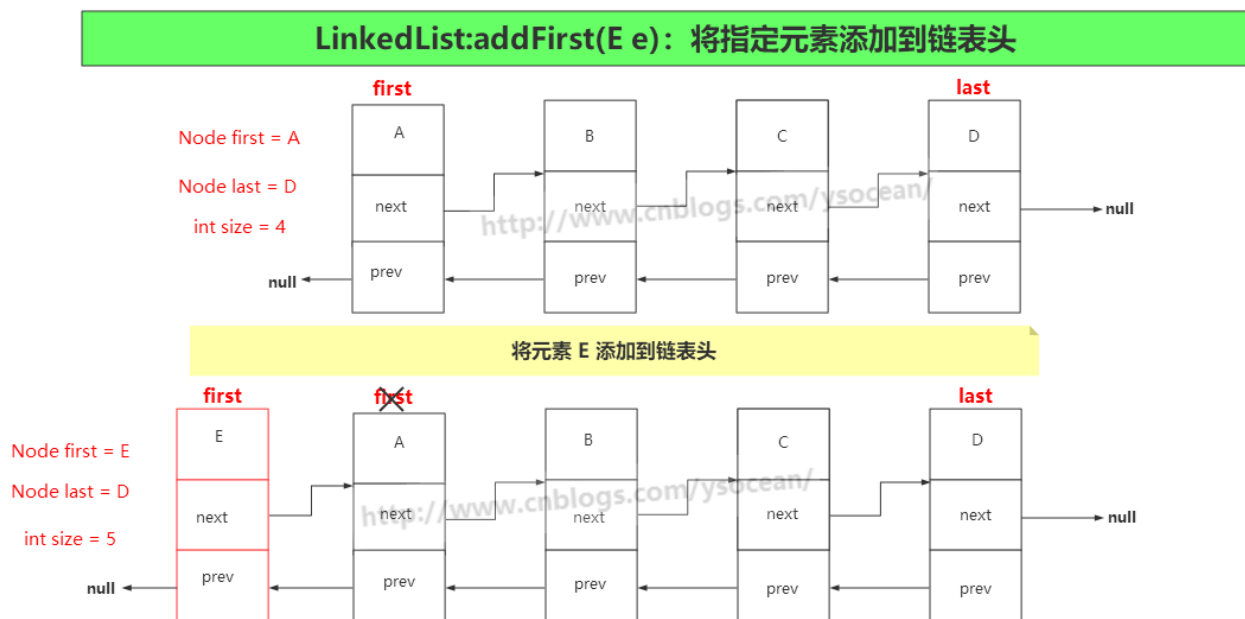 LinkedList:addFirst(E e)：将指定元素添加到链表头
first
last
Node first = A
A
B
C
D
Node last = D
int size = 4
next
next
next
next
null
http://www.cnblogs.com/ysocean/
null
prev
prev
prev
prev
将元素 E 添加到链表头
first
first
last
Node first = E
E
A
B
C
D
Node last = D
int size = 5
next
next
next
next
next
null
http://www.cnblogs.com/ysocean/
null
prev
prev
prev
prev
prev